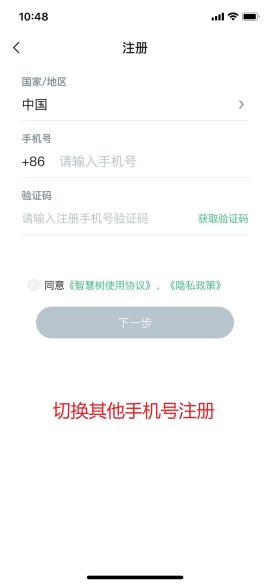 10:48
注册
国家/地区
中国
手机号
+86 请输入手机号
验证码
请输入注册手机号验证码 获取验证码
同意《智慧树使用协议》、《隐私政策》
下一步
切换其他手机号注册